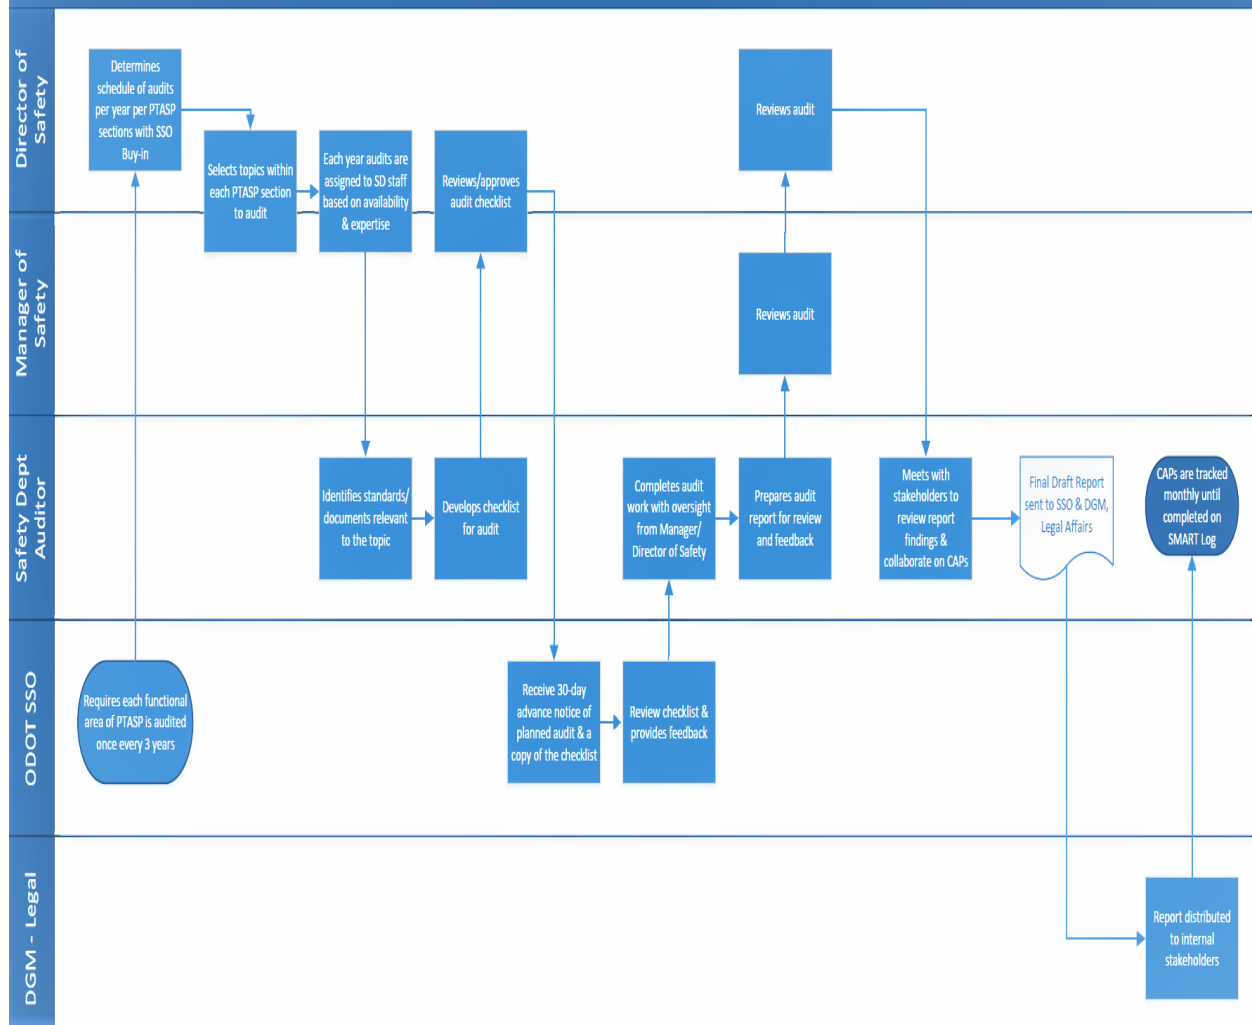 Director of
Safety
Determines
schedule of audits
per year per PTASP
sections with SSO
Buy-in
Selects topics within
each PTASP section
to audit
Each year audits are
assigned to SD staff
based on availability
& expertise
Reviews/approves
audit checklist
Reviews audit
Manager of
Safety
Reviews audit
Safety Dept
Auditor
Identifies standards/
documents relevant
to the topic
Develops checklist
for audit
Completes audit
work with oversight
from Manager/
Director of Safety
Prepares audit
report for review
and feedback
Meets with
stakeholders to
review report
findings &
collaborate on CAPs
Final Draft Report
sent to SSO & DGM,
Legal Affairs
CAPs are tracked
monthly until
completed on
SMART Log
ODOT SSO
Requires each functional
area of PTASP is audited
once every 3 years
Receive 30-day
advance notice of
planned audit & a
copy of the checklist
Review checklist &
provides feedback
DGM - Legal
Report distributed
to internal
stakeholders